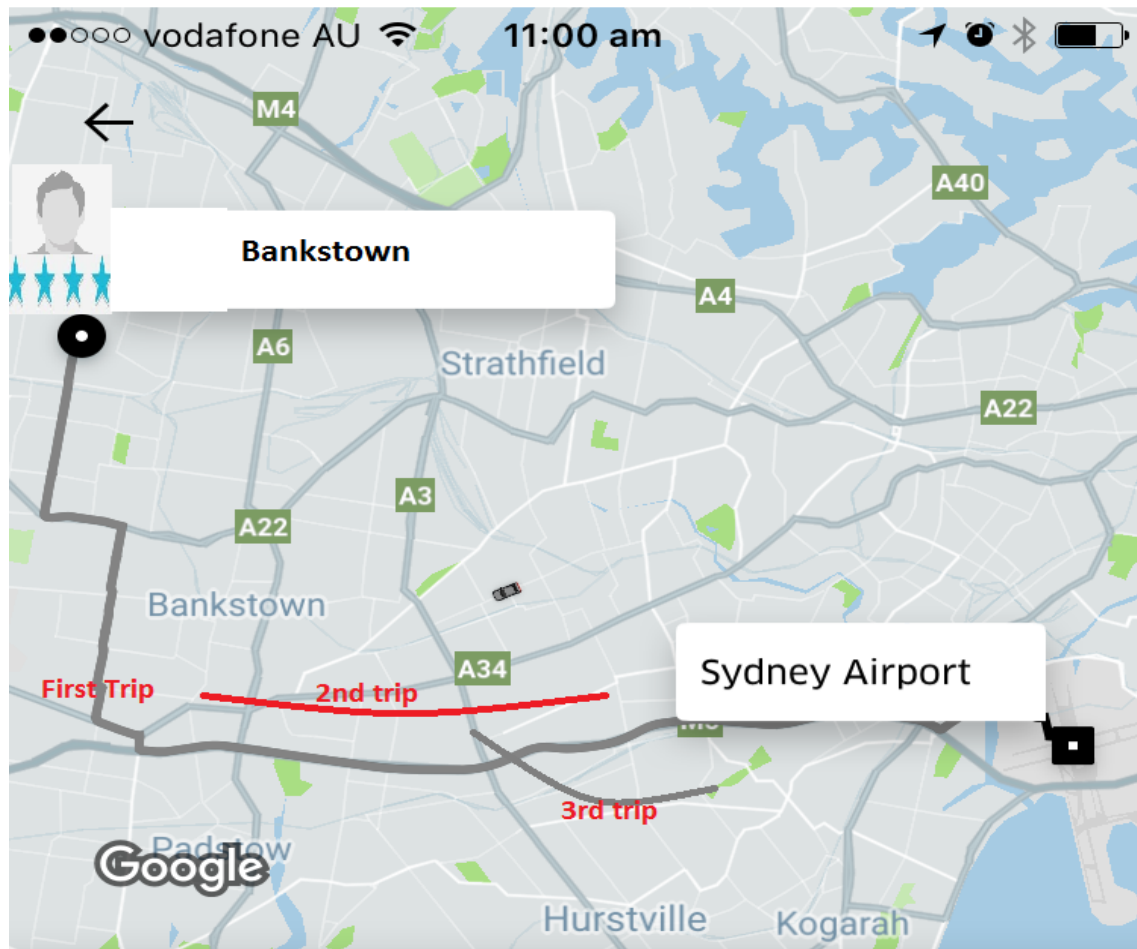 vodafone AU 11:00 am
M4
A40
Bankstown
A4
A6
Strathfield
A22
A3
A22
Bankstown
A34
Sydney Airport
First Trip
2nd trip
3rd trip
Padstow
Google
Hurstville
Kogarah